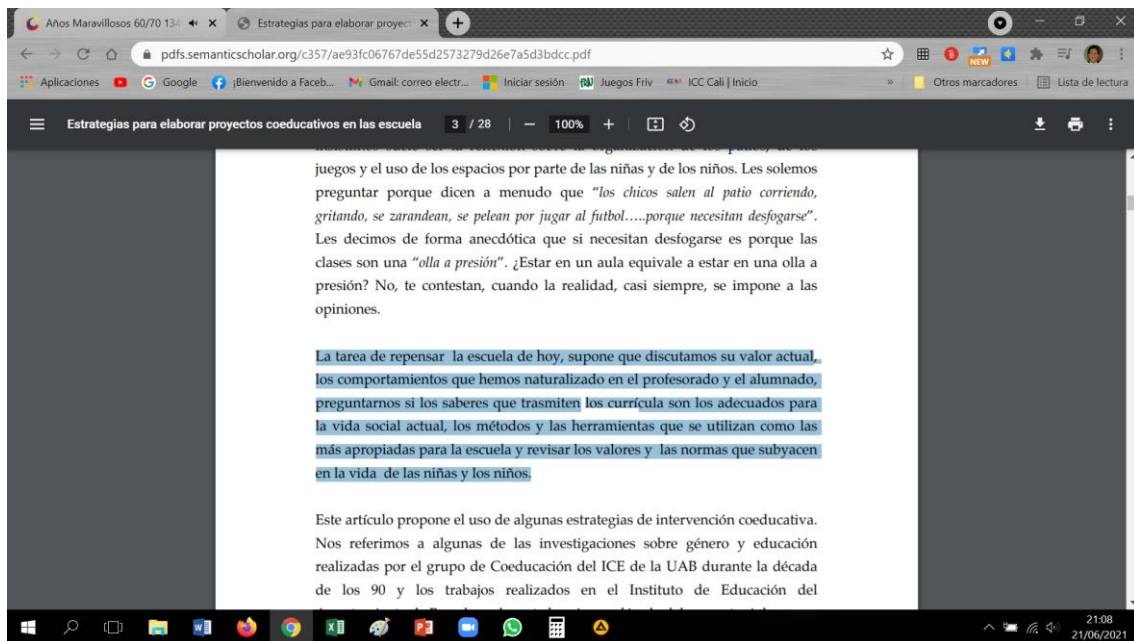 Años Maravillosos 60/70 134
Estrategias para elaborar proyect
pdfs.semanticscholar.org/c357/ae93fc06767de55d2573279d26e7a5d3bdcc.pdf
NEW
Aplicaciones Google ¡Bienvenido a Faceb... Gmail: correo electr... Iniciar sesión Juegos Friv ICC Cali | Inicio » Otros marcadores Lista de lectura
Estrategias para elaborar proyectos coeducativos en las escuela 3 / 28 | — 100% +
juegos y el uso de los espacios por parte de las niñas y de los niños. Les solemos
preguntar porque dicen a menudo que “los chicos salen al patio corriendo,
gritando, se zarandean, se pelean por jugar al futbol…..porque necesitan desfogarse”.
Les decimos de forma anecdótica que si necesitan desfogarse es porque las
clases son una “olla a presión”. ¿Estar en un aula equivale a estar en una olla a
presión? No, te contestan, cuando la realidad, casi siempre, se impone a las
opiniones.
La tarea de repensar la escuela de hoy, supone que discutamos su valor actual,
los comportamientos que hemos naturalizado en el profesorado y el alumnado,
preguntarnos si los saberes que trasmiten los currícula son los adecuados para
la vida social actual, los métodos y las herramientas que se utilizan como las
más apropiadas para la escuela y revisar los valores y las normas que subyacen
en la vida de las niñas y los niños.
Este artículo propone el uso de algunas estrategias de intervención coeducativa.
Nos referimos a algunas de las investigaciones sobre género y educación
realizadas por el grupo de Coeducación del ICE de la UAB durante la década
de los 90 y los trabajos realizados en el Instituto de Educación del
21:08
21/06/2021